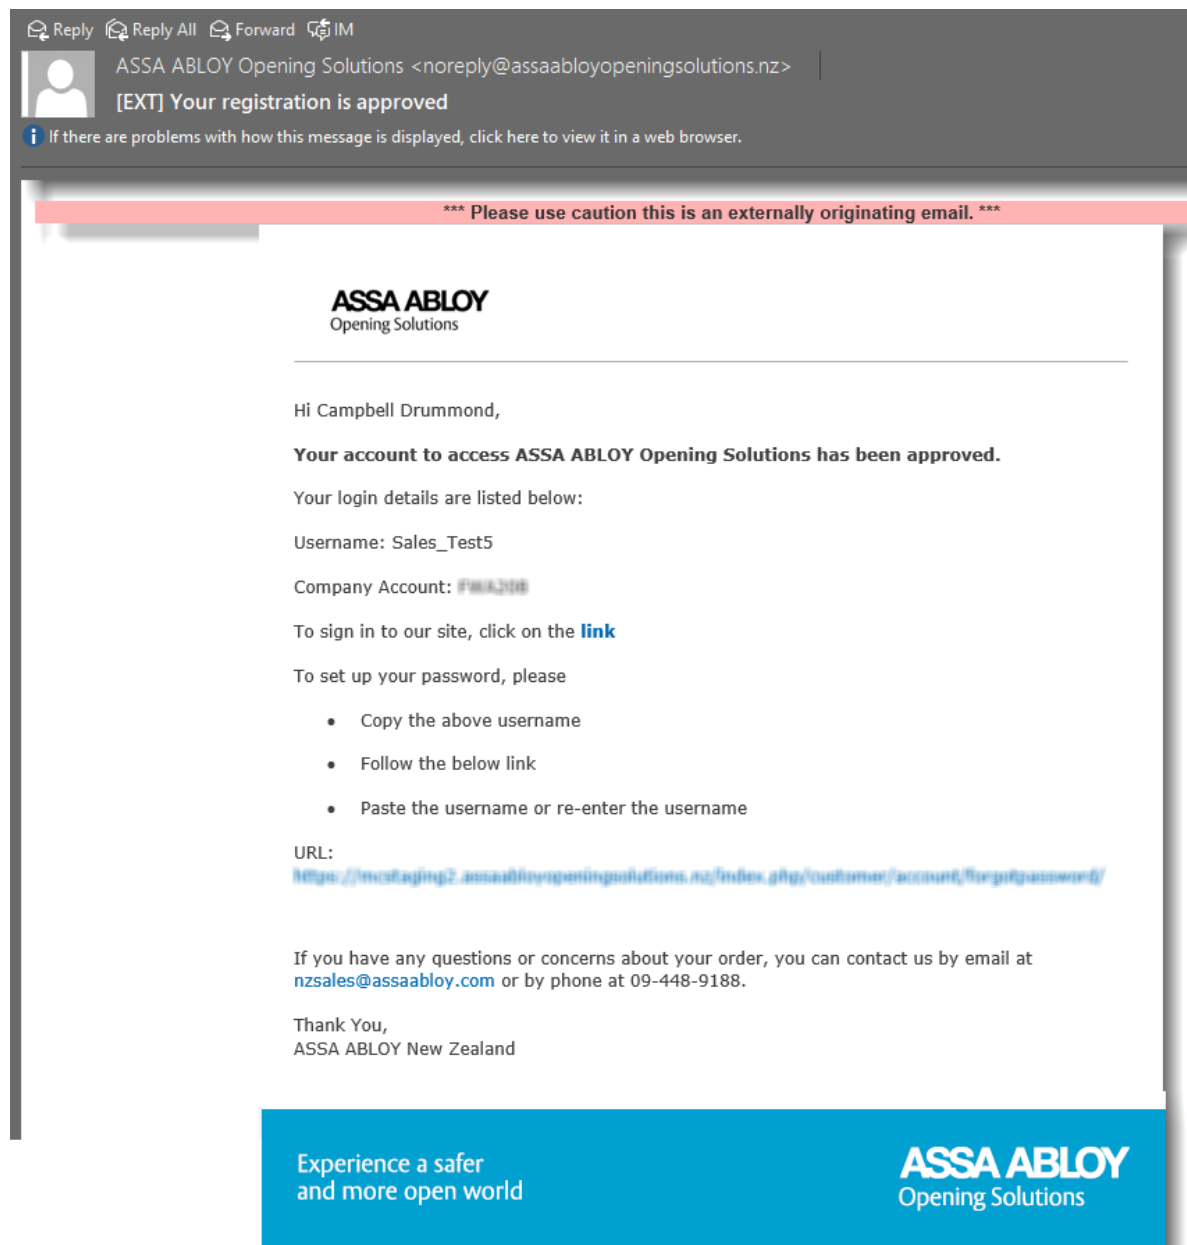 Reply Reply All Forward IM
ASSA ABLOY Opening Solutions <noreply@assaabloyopeningsolutions.nz>
[EXT] Your registration is approved
If there are problems with how this message is displayed, click here to view it in a web browser.
*** Please use caution this is an externally originating email. ***
ASSA ABLOY
Opening Solutions
Hi Campbell Drummond,
Your account to access ASSA ABLOY Opening Solutions has been approved.
Your login details are listed below:
Username: Sales_Test5
Company Account:
To sign in to our site, click on the link
To set up your password, please
• Copy the above username
• Follow the below link
• Paste the username or re-enter the username
URL:
If you have any questions or concerns about your order, you can contact us by email at
nzsales@assaabloy.com or by phone at 09-448-9188.
Thank You,
ASSA ABLOY New Zealand
Experience a safer
and more open world
ASSA ABLOY
Opening Solutions